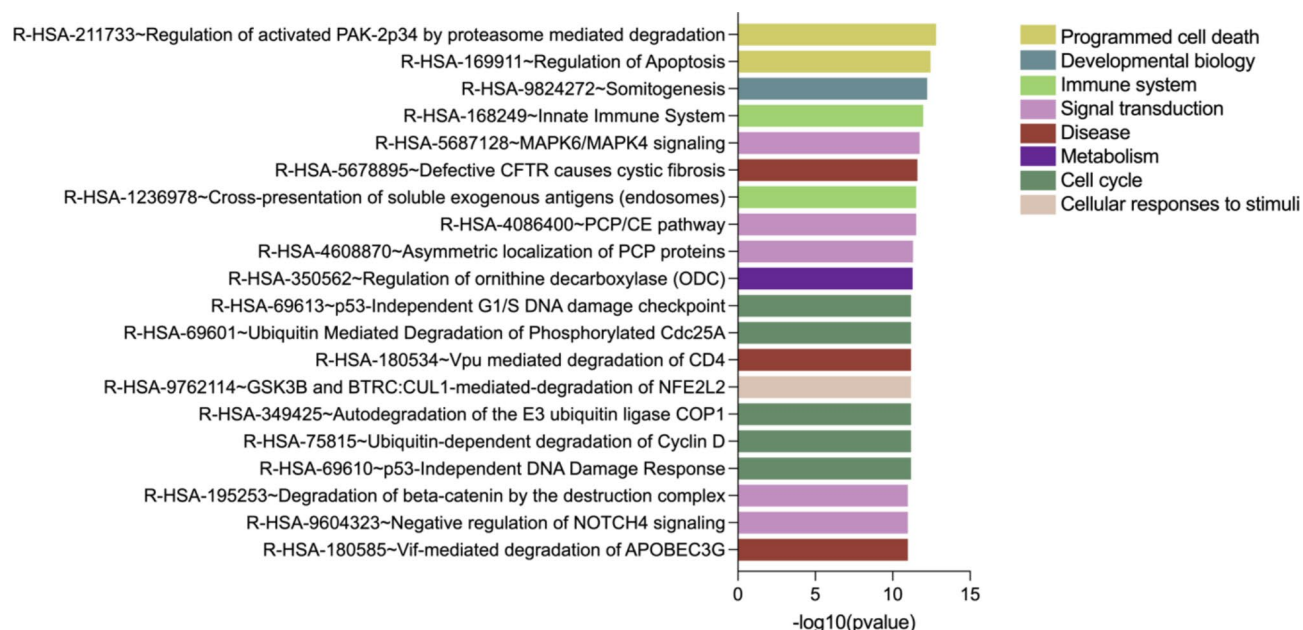 R-HSA-211733~Regulation of activated PAK-2p34 by proteasome mediated degradation
R-HSA-169911~Regulation of Apoptosis
R-HSA-9824272~Somitogenesis
R-HSA-168249~Innate Immune System
R-HSA-5687128~MAPK6/MAPK4 signaling
R-HSA-5678895~Defective CFTR causes cystic fibrosis
R-HSA-1236978~Cross-presentation of soluble exogenous antigens (endosomes)
R-HSA-4086400~PCP/CE pathway
R-HSA-4608870~Asymmetric localization of PCP proteins
R-HSA-350562~Regulation of ornithine decarboxylase (ODC)
R-HSA-69613~p53-Independent G1/S DNA damage checkpoint
R-HSA-69601~Ubiquitin Mediated Degradation of Phosphorylated Cdc25A
R-HSA-180534~Vpu mediated degradation of CD4
R-HSA-9762114~GSK3B and BTRC:CUL1-mediated-degradation of NFE2L2
R-HSA-349425~Autodegradation of the E3 ubiquitin ligase COP1
R-HSA-75815~Ubiquitin-dependent degradation of Cyclin D
R-HSA-69610~p53-Independent DNA Damage Response
R-HSA-195253~Degradation of beta-catenin by the destruction complex
R-HSA-9604323~Negative regulation of NOTCH4 signaling
R-HSA-180585~Vif-mediated degradation of APOBEC3G
0 5 10 15
-log10(pvalue)
Programmed cell death
Developmental biology
Immune system
Signal transduction
Disease
Metabolism
Cell cycle
Cellular responses to stimuli